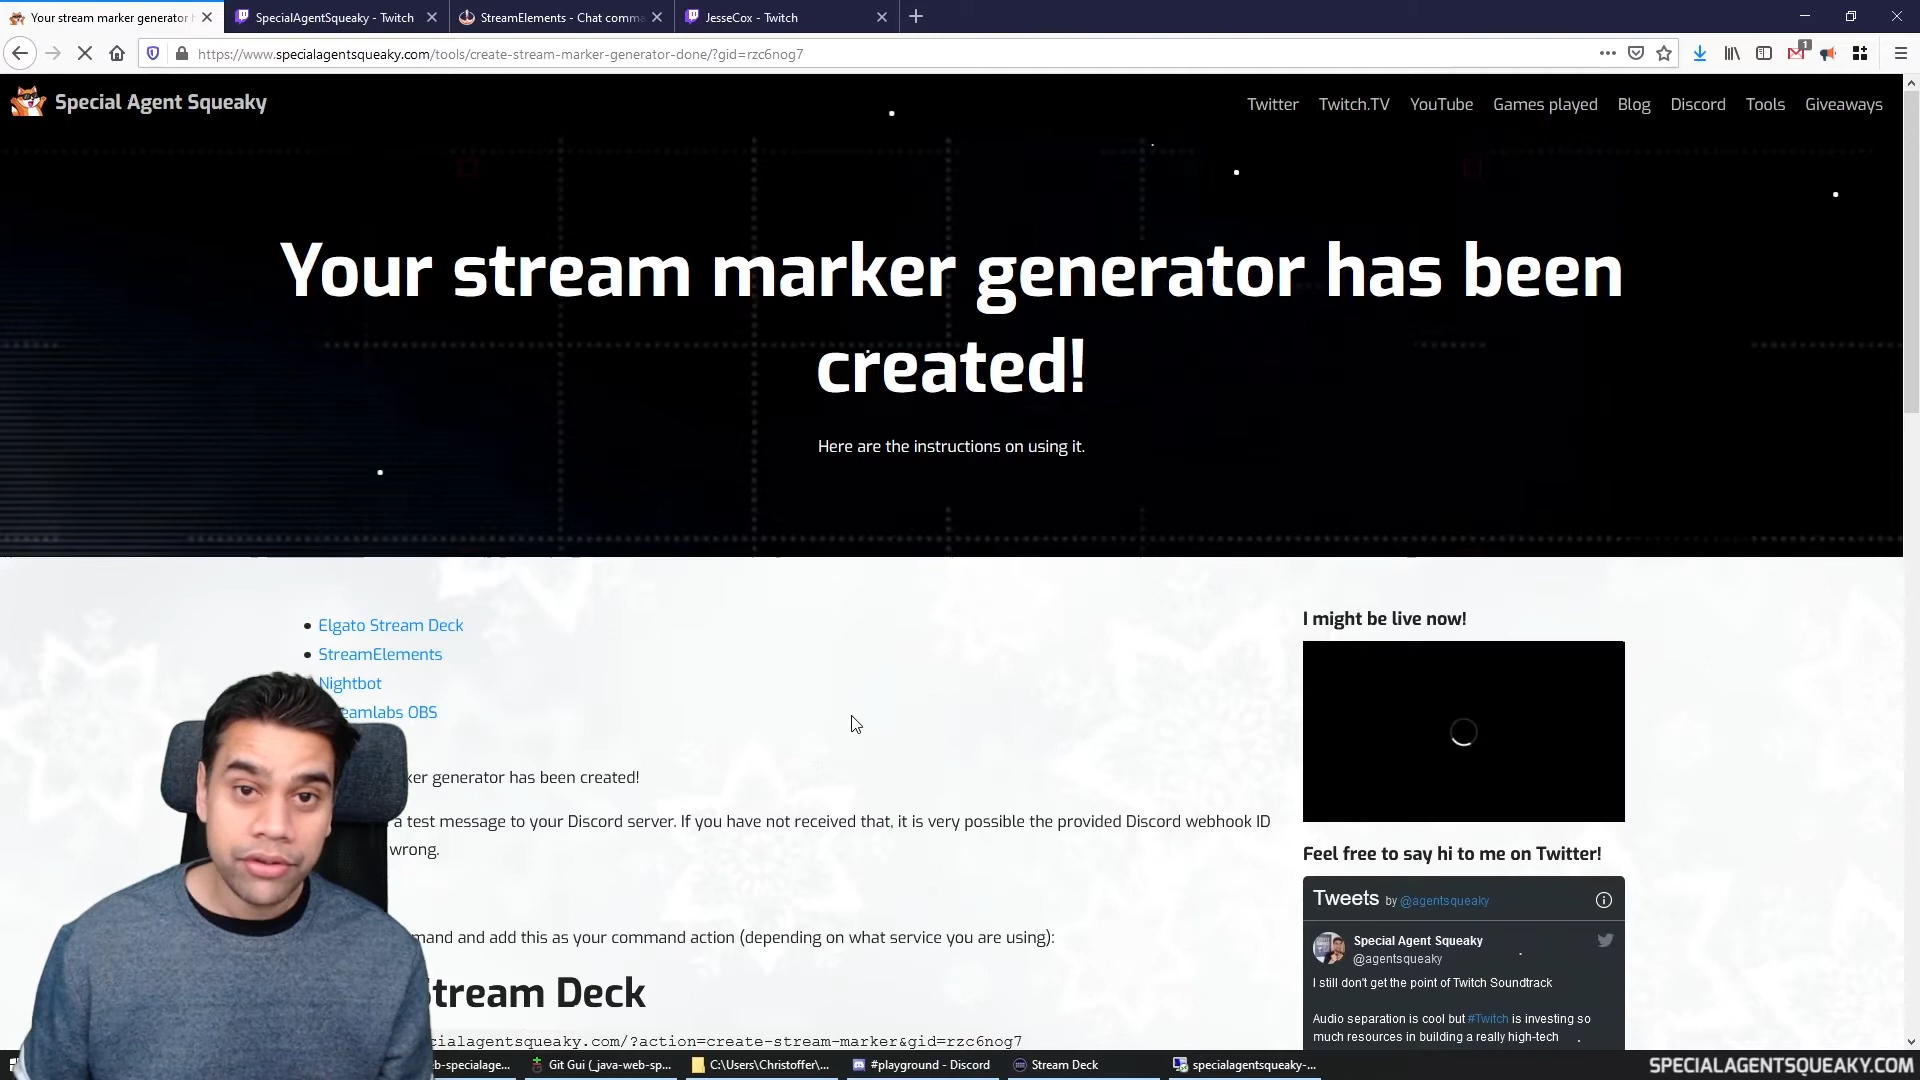 Your stream marker generator
SpecialAgentSqueaky - Twitch
StreamElements - Chat comma
JesseCox - Twitch
https://www.specialagentsqueaky.com/tools/create-stream-marker-generator-done/?gid=rzc6nog7
1
Special Agent Squeaky
Twitter Twitch.TV YouTube Games played Blog Discord Tools Giveaways
Your stream marker generator has been
created!
Here are the instructions on using it.
Elgato Stream Deck
StreamElements
Nightbot
eamlabs OBS
ker generator has been created!
a test message to your Discord server. If you have not received that, it is very possible the provided Discord webhook ID
wrong.
mand and add this as your command action (depending on what service you are using):
Stream Deck
cialagentsqueaky.com/?action=create-stream-marker&gid=rzc6nog7
I might be live now!
Feel free to say hi to me on Twitter!
Tweets by @agentsqueaky
Special Agent Squeaky
@agentsqueaky
I still don't get the point of Twitch Soundtrack
Audio separation is cool but #Twitch is investing so
much resources in building a really high-tech
b-specialage...
Git Gui (_java-web-sp...
C:\Users\Christoffer/...
#playground - Discord
Stream Deck
specialagentsqueaky-...
SPECIALAGENTSQUEAKY.COM